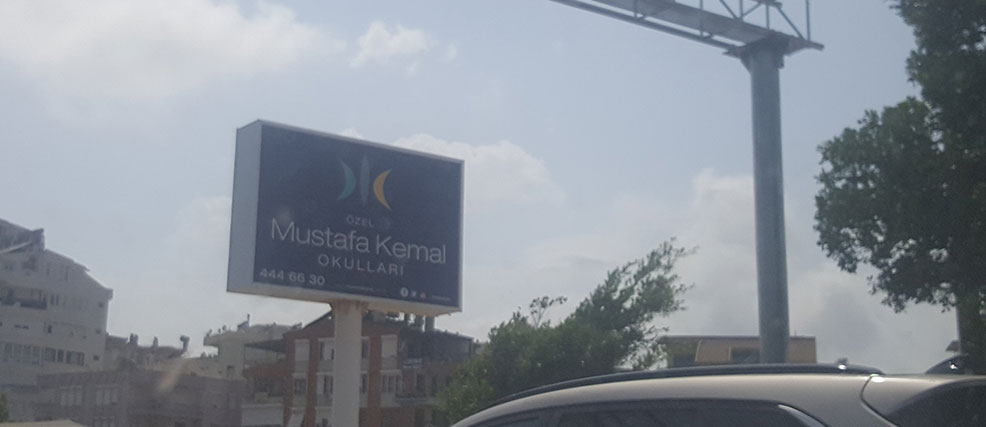 ÖZEL
Mustafa Kemal
OKULLARI
444 66 30